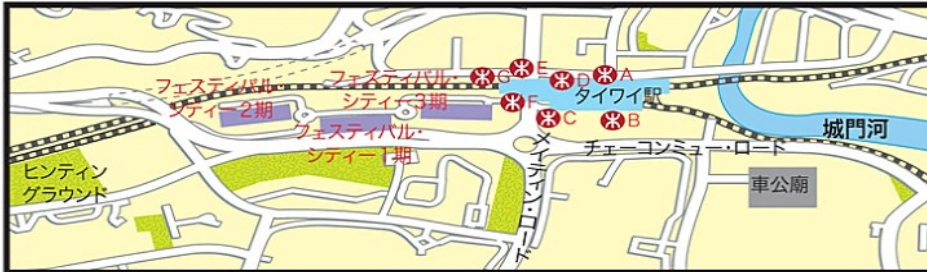 E
G
D
A
タイワイ駅
フェスティバル・
シティー2期
フェスティバル・
シティー3期
F
C
B
フェスティバル・
シティー1期
メイティン・ロード
チェーコンミュー・ロード
城門河
ヒンティン
グラウンド
車公廟